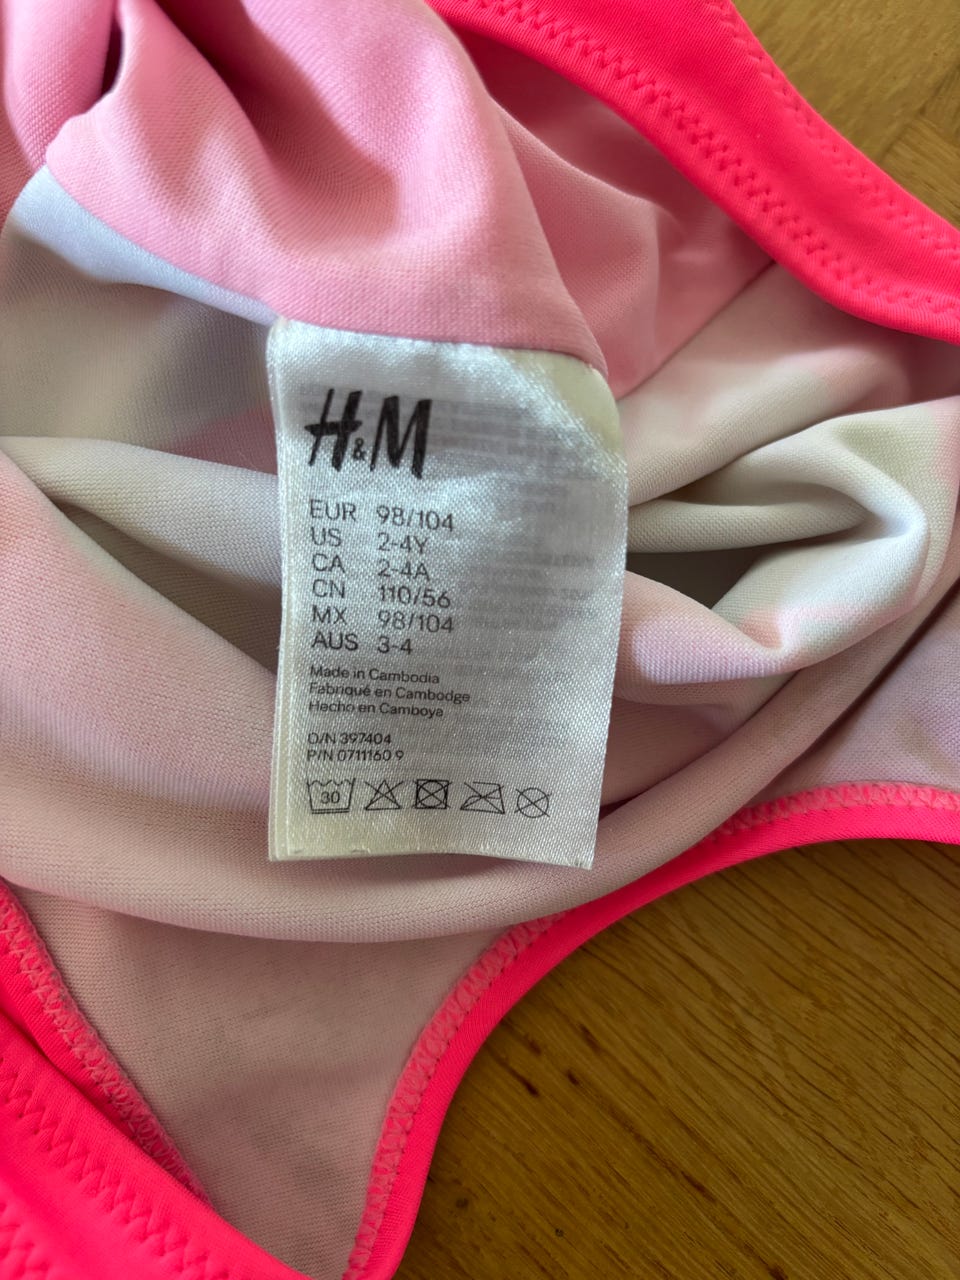 H&M
EUR 98/104
US 2-4Y
CA 2-4A
CN 110/56
MX 98/104
AUS 3-4
Made in Cambodia
Fabriqué en Cambodge
Hecho en Camboya
O/N 397404
P/N 0711160 9
30